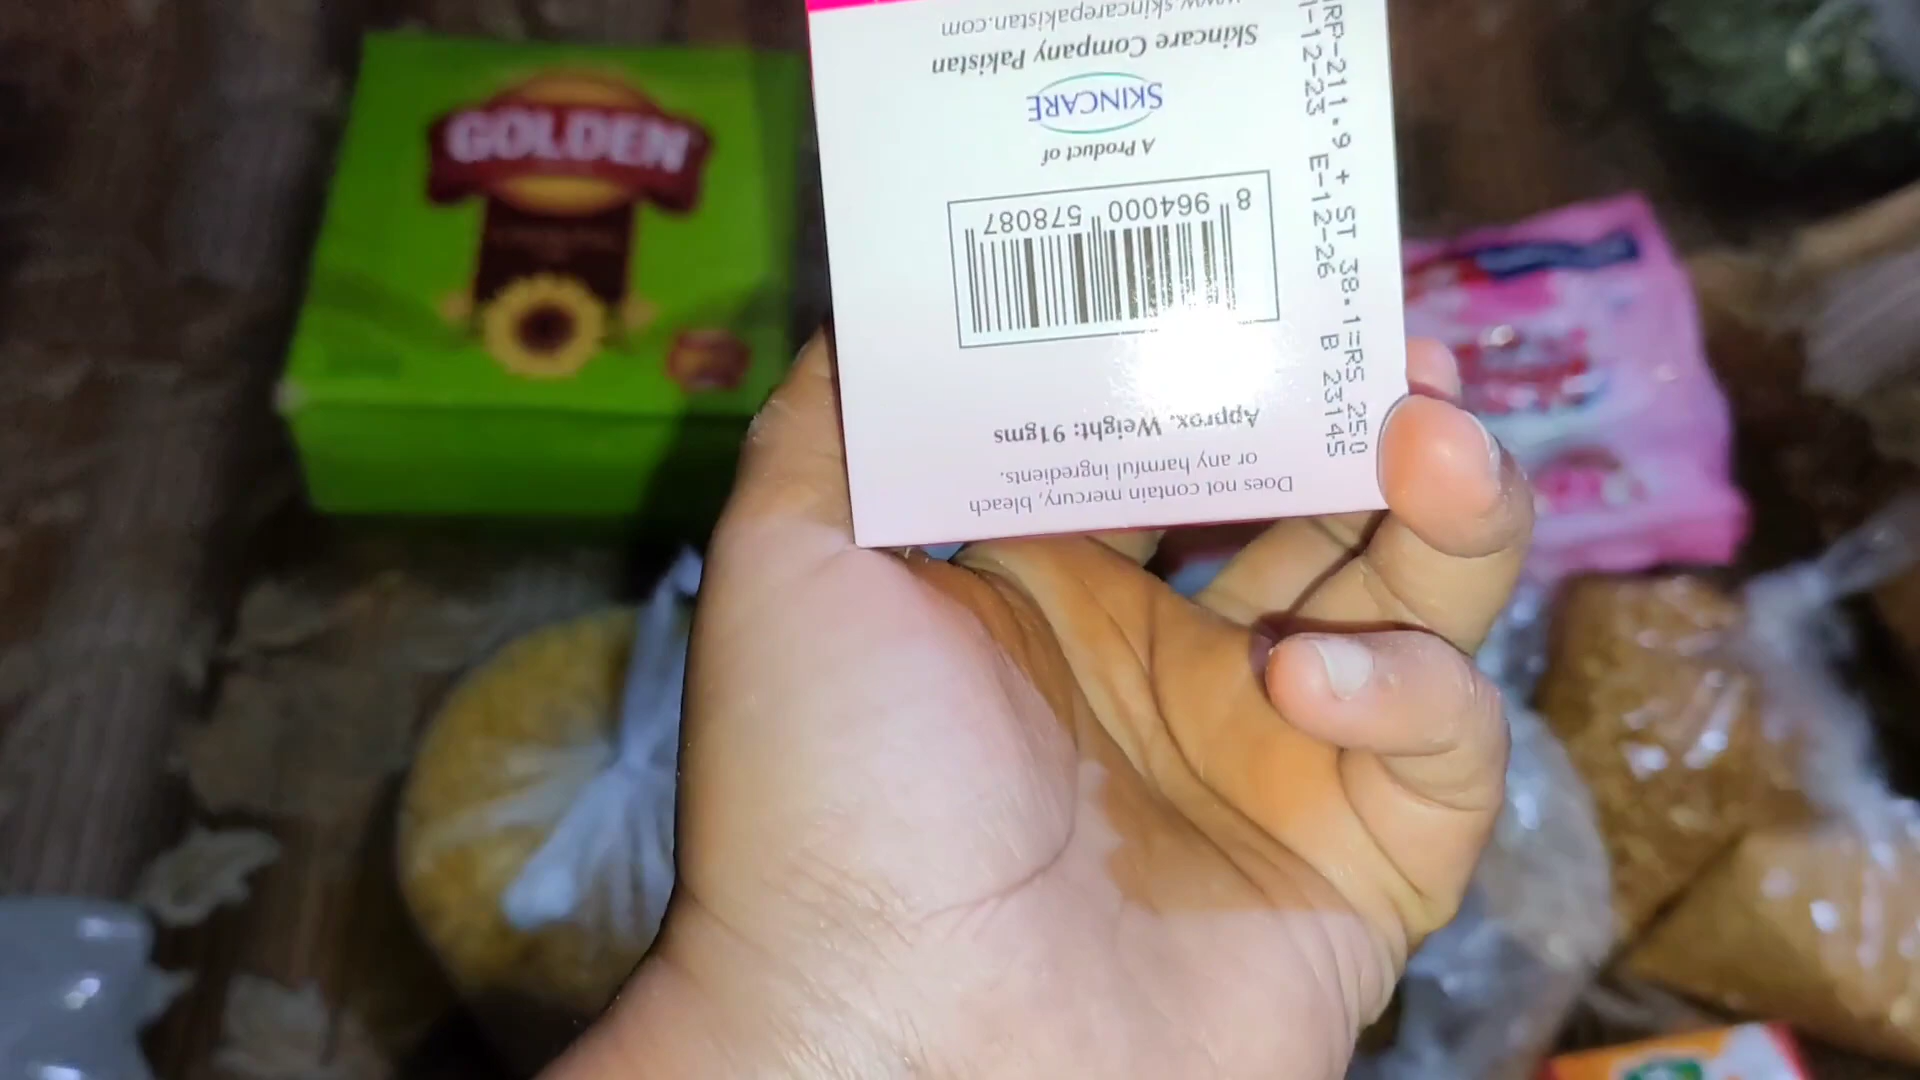 GOLDEN
Does not contain mercury, bleach
or any harmful ingredients.
Approx. Weight: 91gms
8 964000 578087
A Product of
SKINCARE
Skincare Company Pakistan
www.skincarepakistan.com
RP-211.9 + ST 38.1=RS 250
-12-23 E-12-26 B 23145